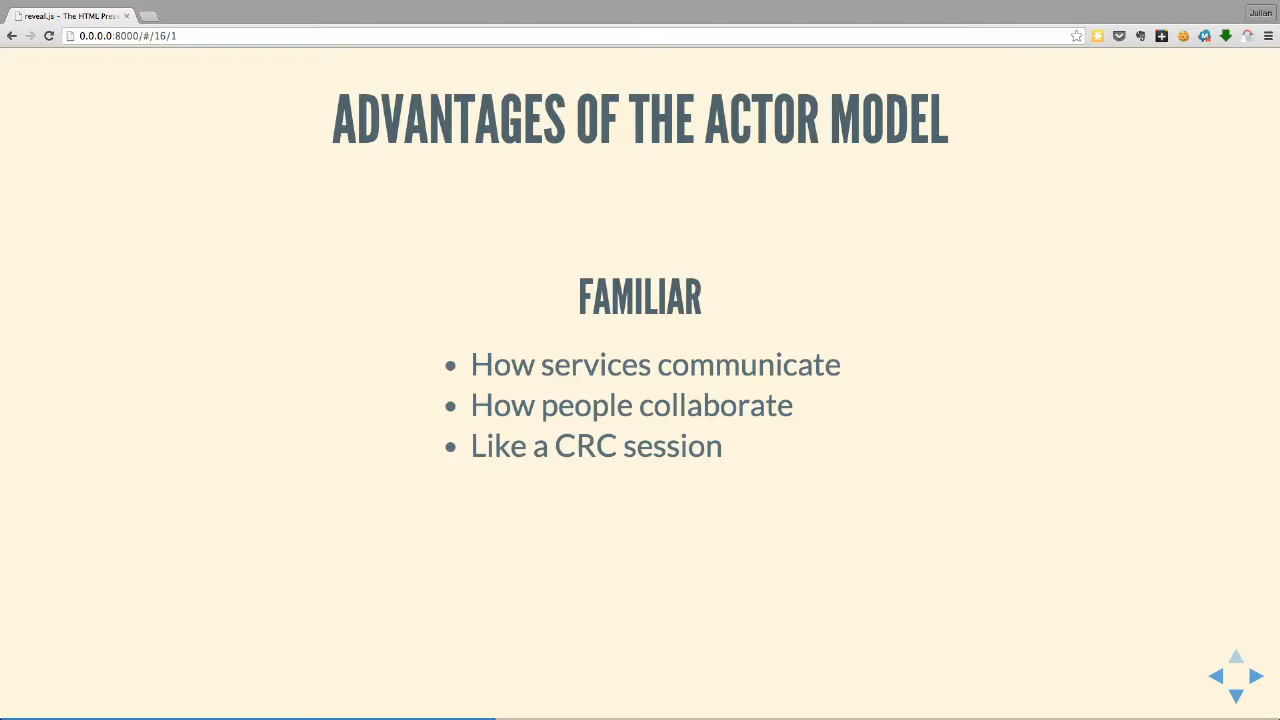 reveal.js – The HTML Pres
Julian
0.0.0.0:8000/#/16/1
ADVANTAGES OF THE ACTOR MODEL
FAMILIAR
• How services communicate
• How people collaborate
• Like a CRC session